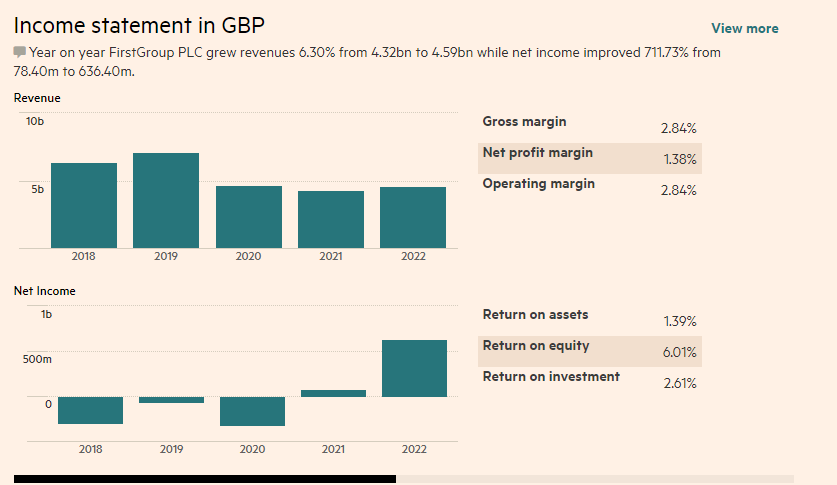 Income statement in GBP
View more
Year on year FirstGroup PLC grew revenues 6.30% from 4.32bn to 4.59bn while net income improved 711.73% from
78.40m to 636.40m.
Revenue
10b
5b
2018 2019 2020 2021 2022
Gross margin 2.84%
Net profit margin 1.38%
Operating margin 2.84%
Net Income
1b
500m
0
2018 2019 2020 2021 2022
Return on assets 1.39%
Return on equity 6.01%
Return on investment 2.61%